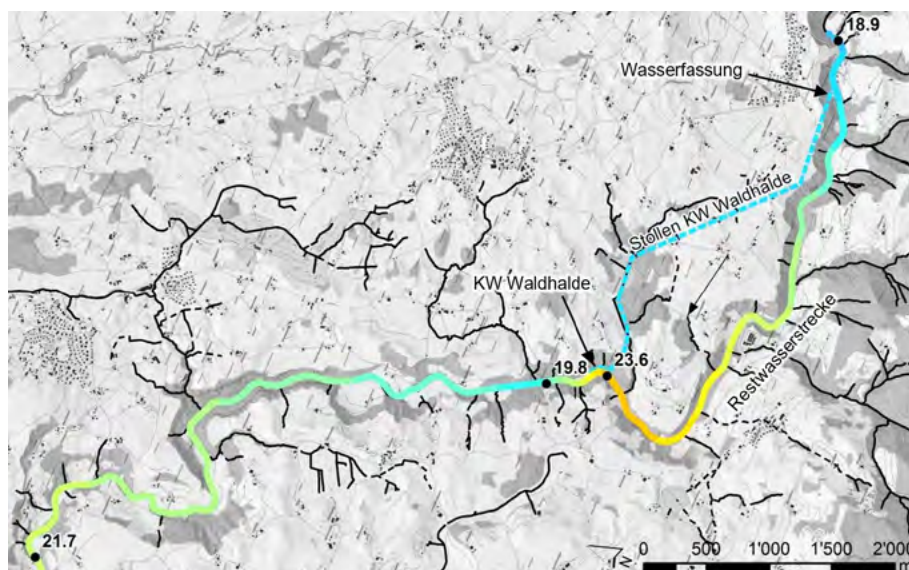 18.9
Wasserfassung
Stollen KW Waldhalde
KW Waldhalde
19.8
23.6
Restwasserstrecke
21.7
N
0 500 1'000 1'500 2'000
m